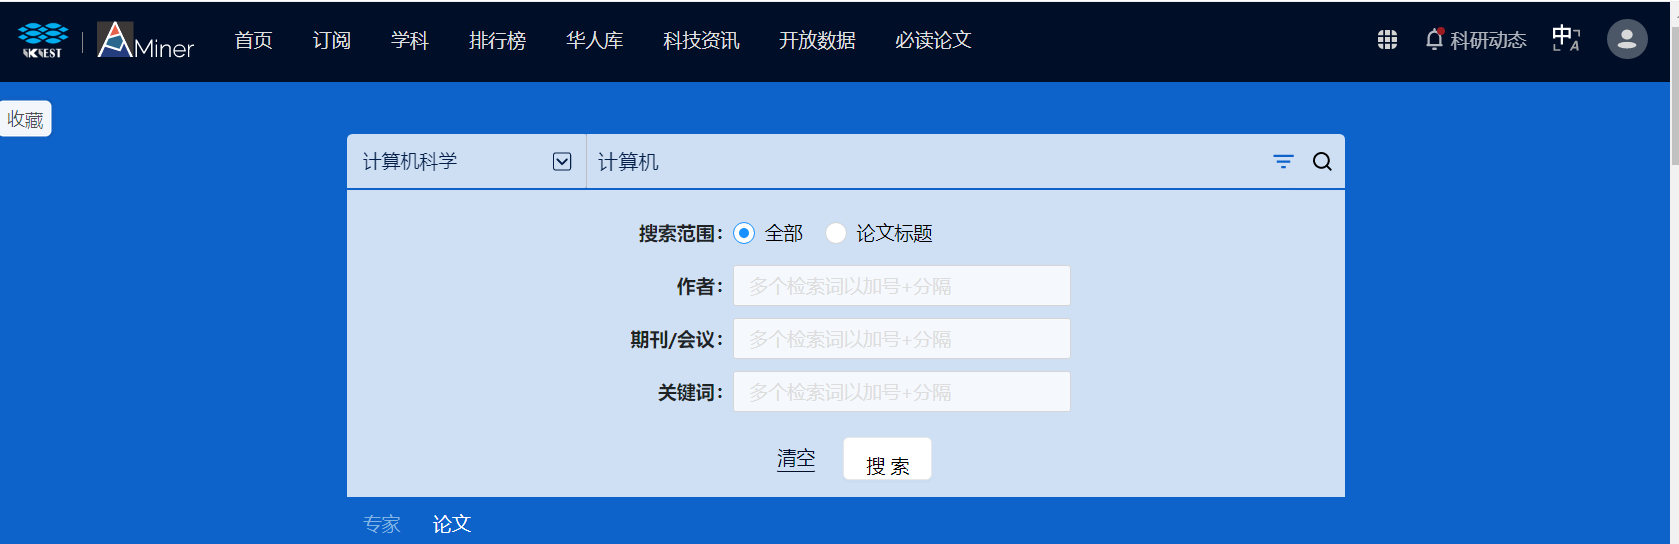 IKCEST AMiner 首页 订阅 学科 排行榜 华人库 科技资讯 开放数据 必读论文 科研动态 中 A
收藏
计算机科学 计算机
搜索范围: 全部 论文标题
作者: 多个检索词以加号+分隔
期刊/会议: 多个检索词以加号+分隔
关键词: 多个检索词以加号+分隔
清空 搜 索
专家 论文